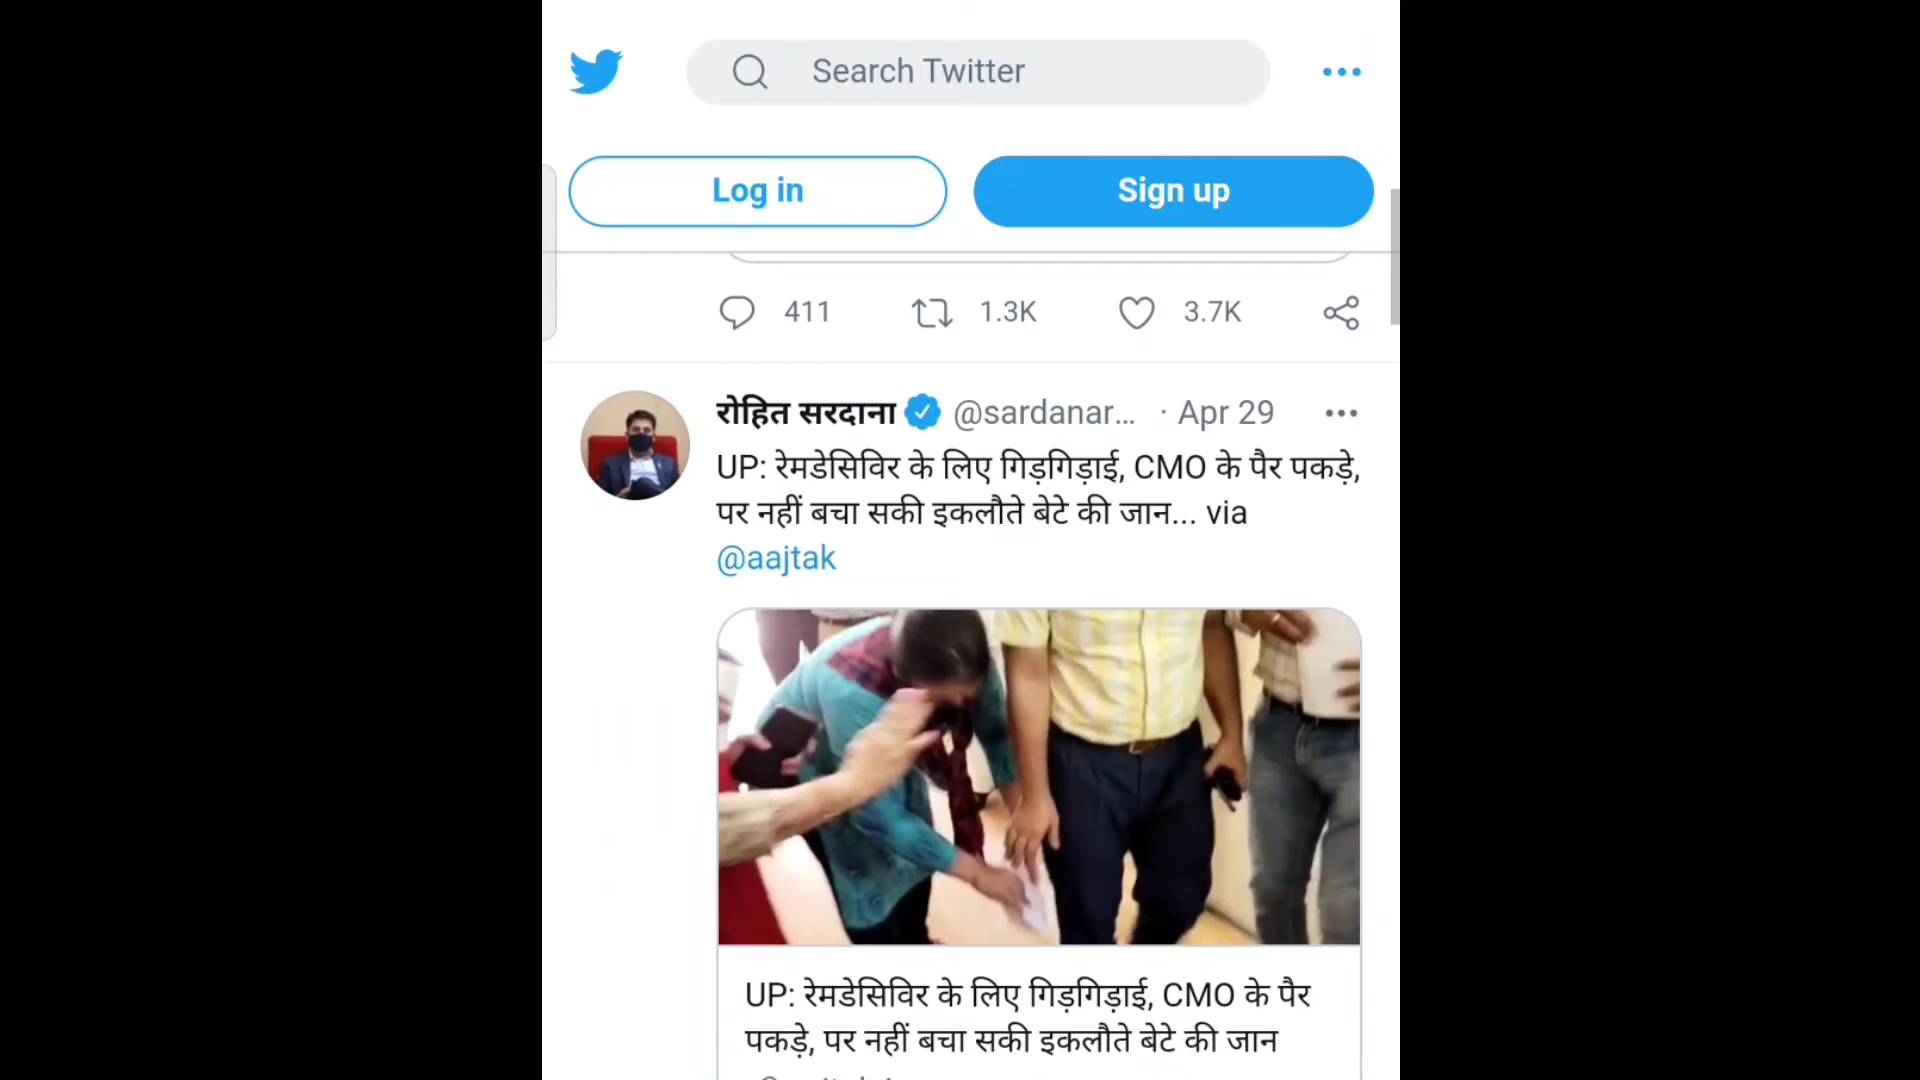 Search Twitter
Log in
Sign up
411 1.3K 3.7K
रोहित सरदाना @sardanar... · Apr 29
UP: रेमडेसिविर के लिए गिड़गिड़ाई, CMO के पैर पकड़े,
पर नहीं बचा सकी इकलौते बेटे की जान... via
@aajtak
UP: रेमडेसिविर के लिए गिड़गिड़ाई, CMO के पैर
पकड़े, पर नहीं बचा सकी इकलौते बेटे की जान